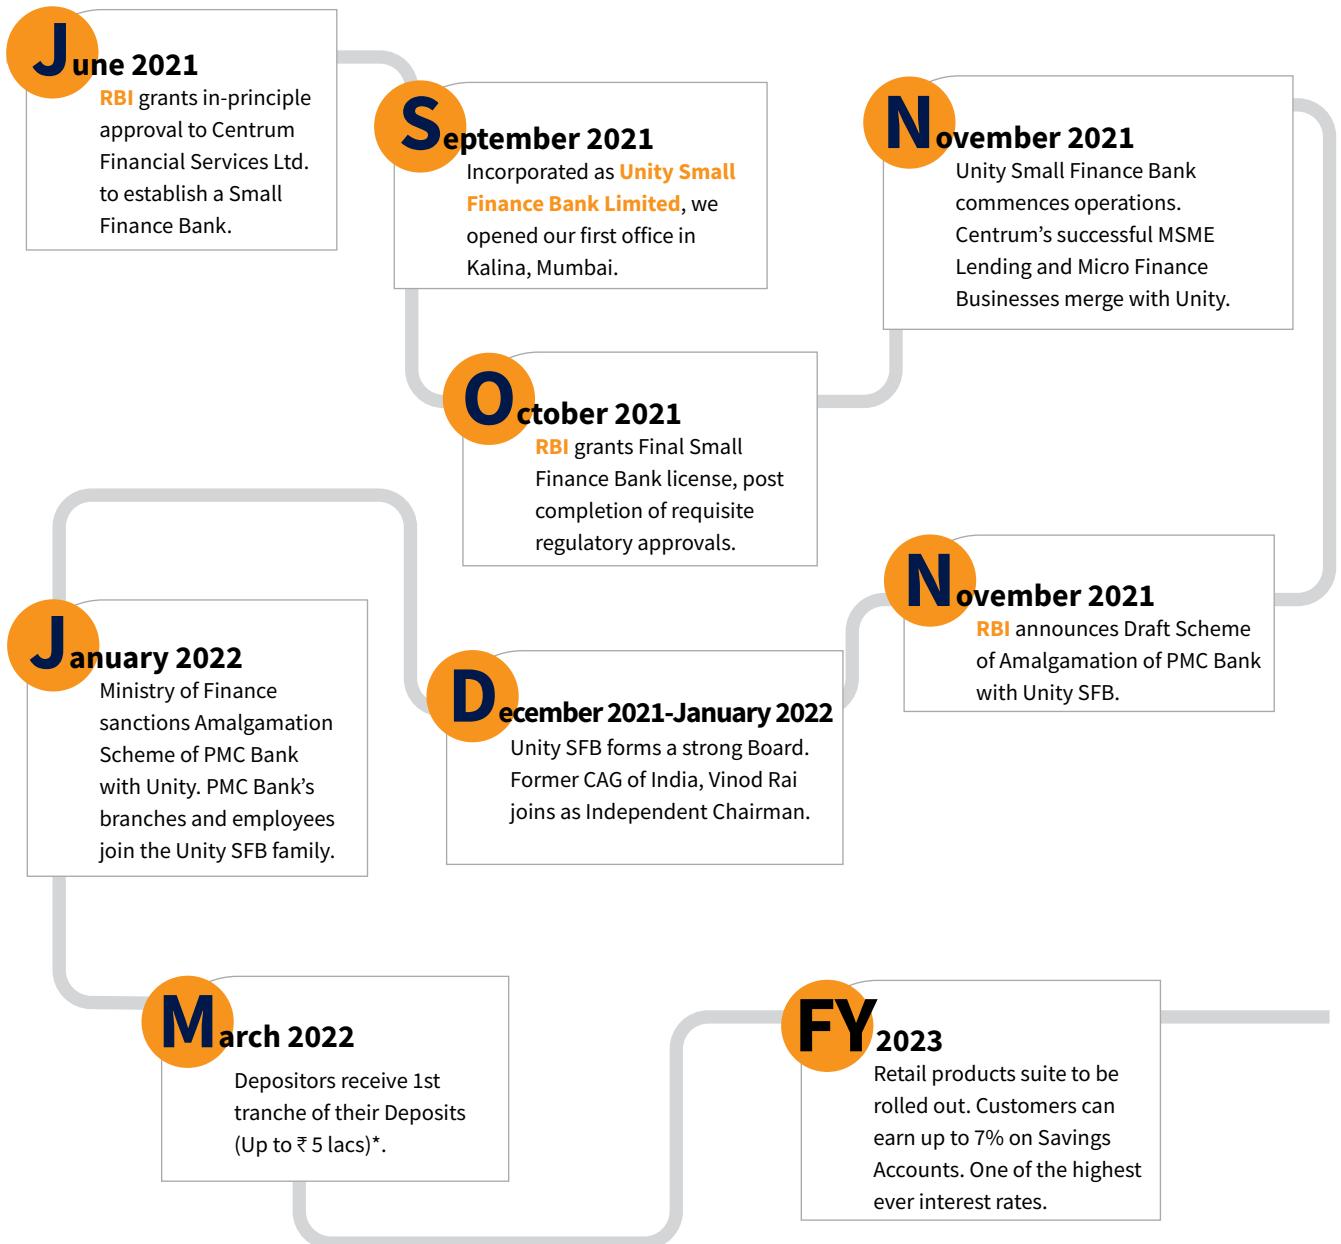 June 2021
RBI grants in-principle
approval to Centrum
Financial Services Ltd.
to establish a Small
Finance Bank.
September 2021
Incorporated as Unity Small
Finance Bank Limited, we
opened our first office in
Kalina, Mumbai.
October 2021
RBI grants Final Small
Finance Bank license, post
completion of requisite
regulatory approvals.
November 2021
Unity Small Finance Bank
commences operations.
Centrum’s successful MSME
Lending and Micro Finance
Businesses merge with Unity.
November 2021
RBI announces Draft Scheme
of Amalgamation of PMC Bank
with Unity SFB.
December 2021-January 2022
Unity SFB forms a strong Board.
Former CAG of India, Vinod Rai
joins as Independent Chairman.
January 2022
Ministry of Finance
sanctions Amalgamation
Scheme of PMC Bank
with Unity. PMC Bank’s
branches and employees
join the Unity SFB family.
March 2022
Depositors receive 1st
tranche of their Deposits
(Up to ₹ 5 lacs)*.
FY 2023
Retail products suite to be
rolled out. Customers can
earn up to 7% on Savings
Accounts. One of the highest
ever interest rates.